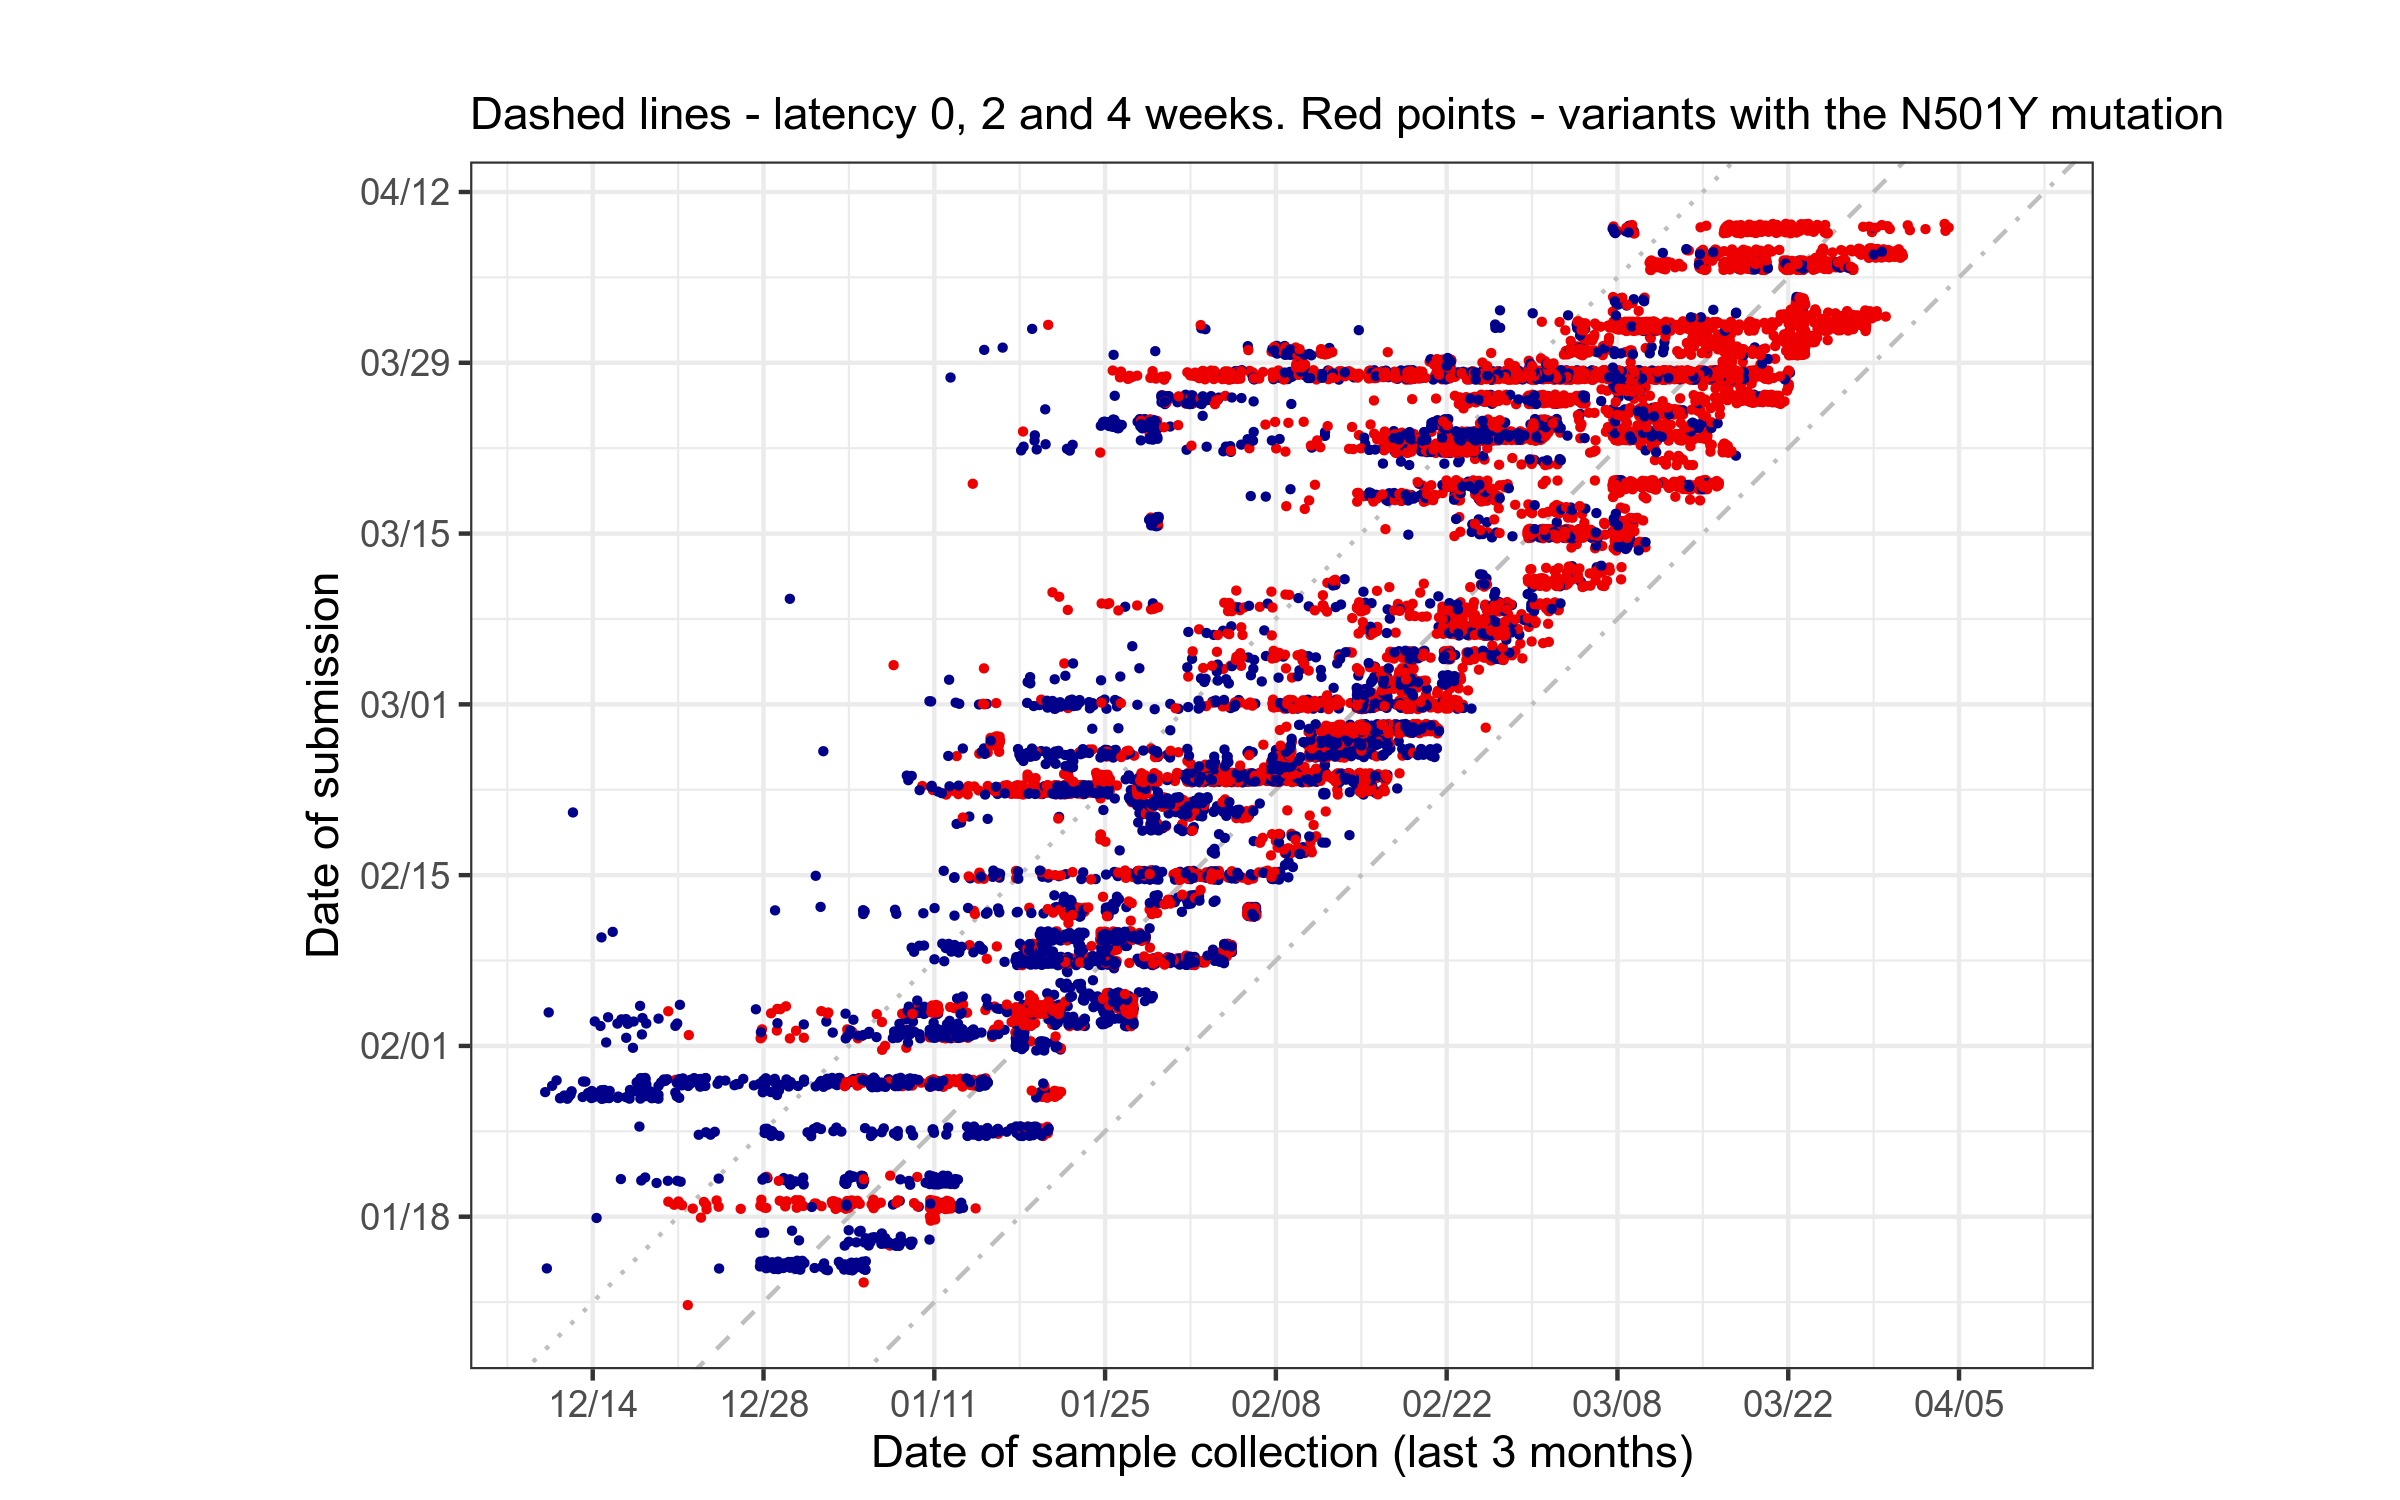 Dashed lines - latency 0, 2 and 4 weeks. Red points - variants with the N501Y mutation
04/12
03/29
03/15
03/01
02/15
02/01
01/18
Date of submission
12/14 12/28 01/11 01/25 02/08 02/22 03/08 03/22 04/05
Date of sample collection (last 3 months)